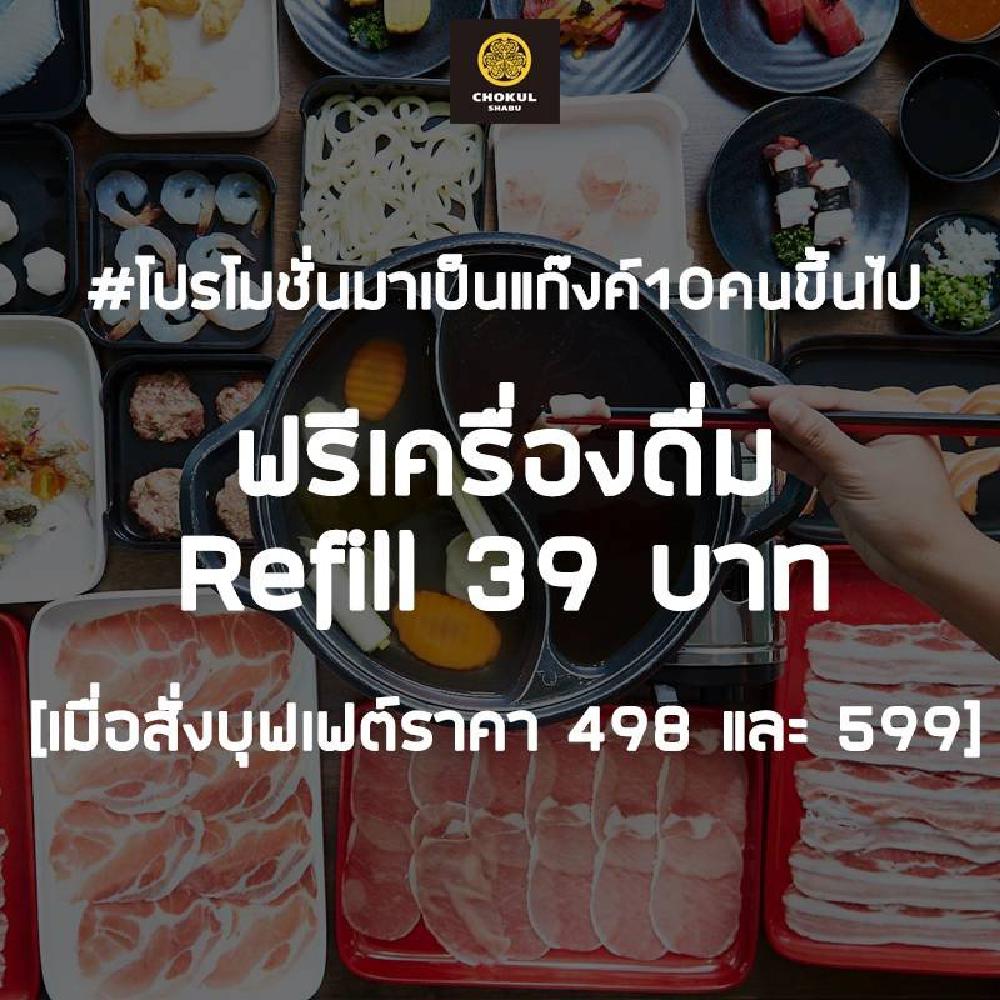 CHOKUL
SHABU
#โปรโมชั่นมาเป็นแก๊งค์10คนขึ้นไป
ฟรีเครื่องดื่ม
Refill 39 บาท
[เมื่อสั่งบุฟเฟต์ราคา 498 และ 599]